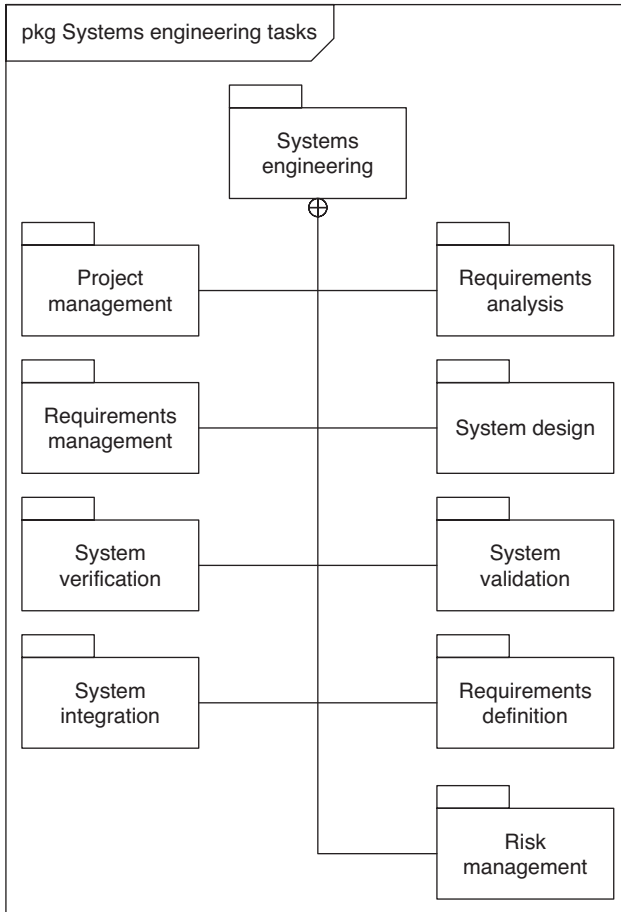 pkg Systems engineering tasks
Systems
engineering
Project
management
Requirements
analysis
Requirements
management
System design
System
verification
System
validation
System
integration
Requirements
definition
Risk
management